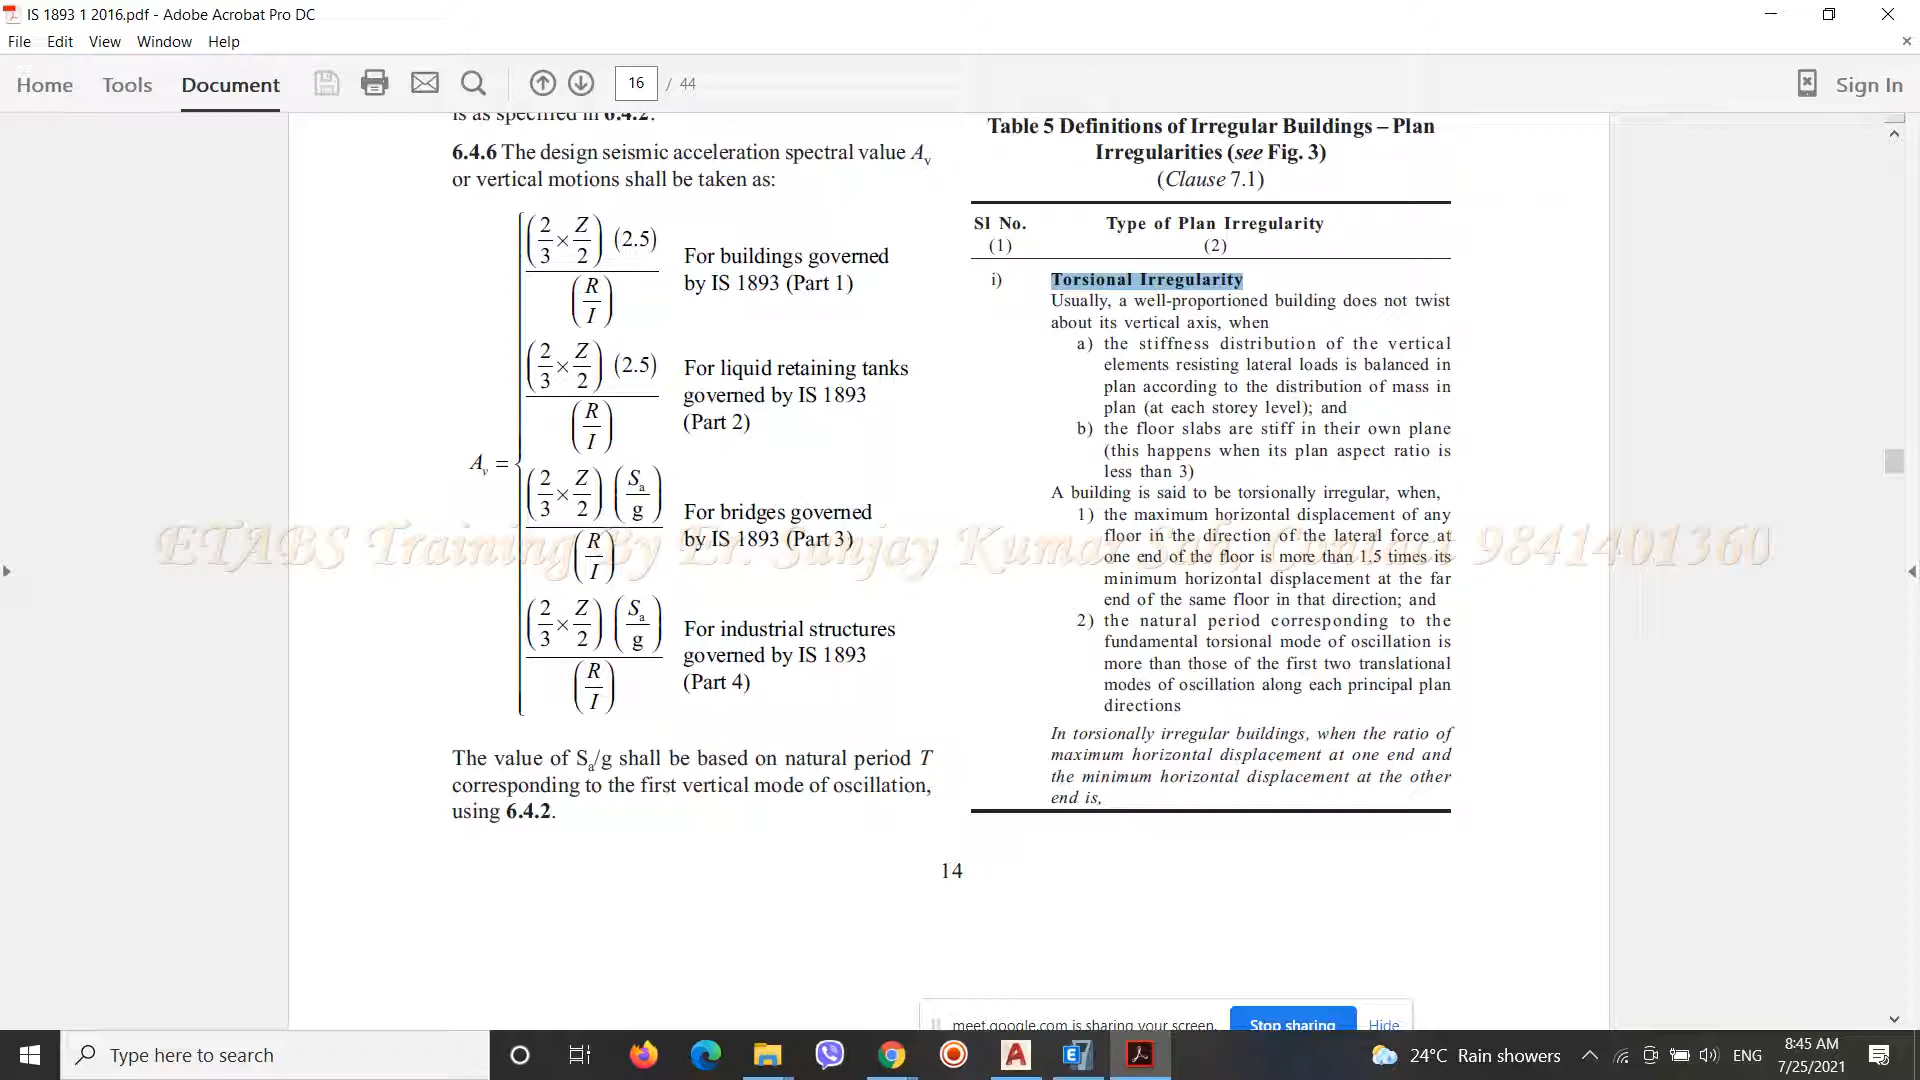 IS 1893 1 2016.pdf - Adobe Acrobat Pro DC
File Edit View Window Help
Home Tools Document 16 / 44 Sign In
is as specified in 6.4.2.
6.4.6 The design seismic acceleration spectral value Av
or vertical motions shall be taken as:
Av =
(2/3 × Z/2) (2.5) / (R/I) For buildings governed
by IS 1893 (Part 1)
(2/3 × Z/2) (2.5) / (R/I) For liquid retaining tanks
governed by IS 1893
(Part 2)
(2/3 × Z/2) (Sa/g) / (R/I) For bridges governed
by IS 1893 (Part 3)
(2/3 × Z/2) (Sa/g) / (R/I) For industrial structures
governed by IS 1893
(Part 4)
The value of Sa/g shall be based on natural period T
corresponding to the first vertical mode of oscillation,
using 6.4.2.
Table 5 Definitions of Irregular Buildings – Plan
Irregularities (see Fig. 3)
(Clause 7.1)
Sl No. Type of Plan Irregularity
(1) (2)
i) Torsional Irregularity
Usually, a well-proportioned building does not twist
about its vertical axis, when
a) the stiffness distribution of the vertical
elements resisting lateral loads is balanced in
plan according to the distribution of mass in
plan (at each storey level); and
b) the floor slabs are stiff in their own plane
(this happens when its plan aspect ratio is
less than 3)
A building is said to be torsionally irregular, when,
1) the maximum horizontal displacement of any
floor in the direction of the lateral force at
one end of the floor is more than 1.5 times its
minimum horizontal displacement at the far
end of the same floor in that direction; and
2) the natural period corresponding to the
fundamental torsional mode of oscillation is
more than those of the first two translational
modes of oscillation along each principal plan
directions
In torsionally irregular buildings, when the ratio of
maximum horizontal displacement at one end and
the minimum horizontal displacement at the other
end is,
14
ETABS Training By Er. Sanjay Kumar 9841401360
meet.google.com is sharing your screen. Stop sharing Hide
Type here to search
24°C Rain showers
ENG
8:45 AM
7/25/2021